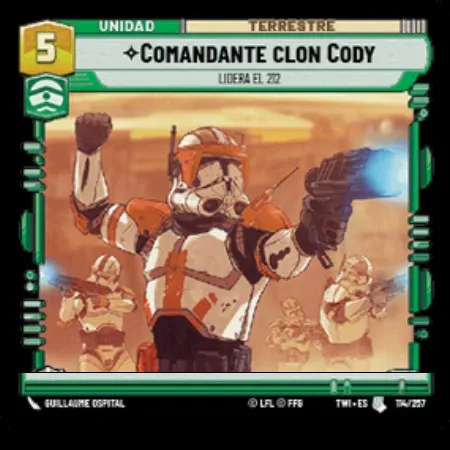 UNIDAD
TERRESTRE
5
COMANDANTE CLON CODY
LIDERA EL 212
GUILLAUME OSPITAL
© LFL © FFG
TWI • ES
114/257